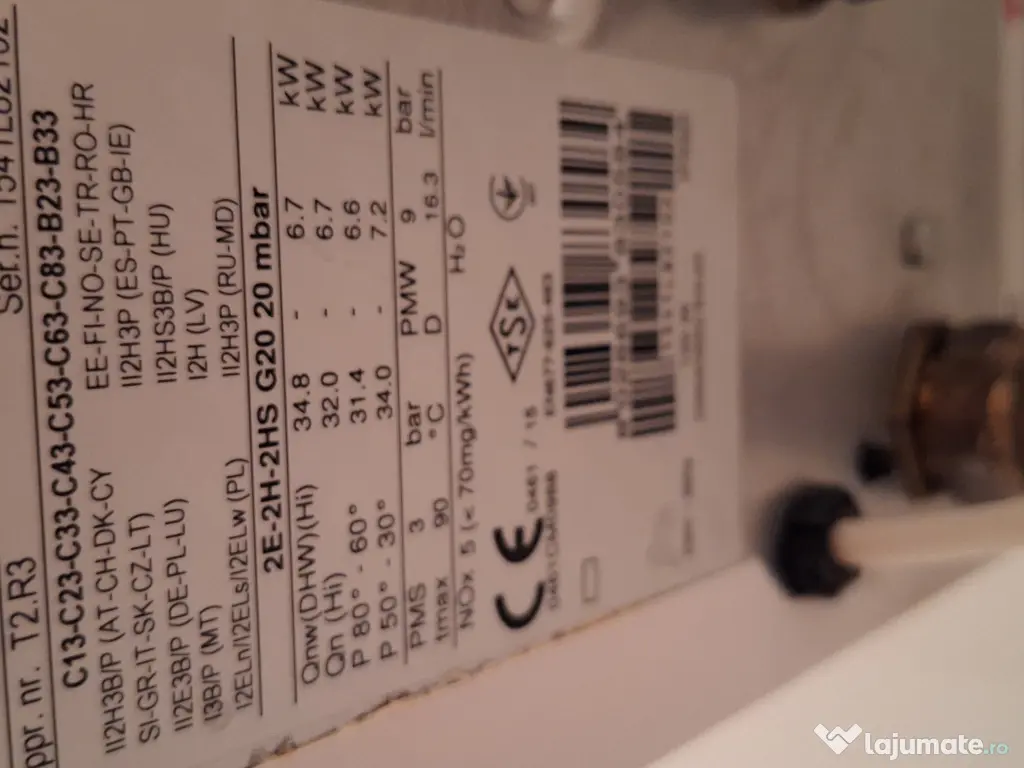 Ser.n. 1541L02102
ppr. nr. T2.R3
C13-C23-C33-C43-C53-C63-C83-B23-B33
II2H3B/P (AT-CH-DK-CY EE-FI-NO-SE-TR-RO-HR
SI-GR-IT-SK-CZ-LT) II2H3P (ES-PT-GB-IE)
II2E3B/P (DE-PL-LU) II2HS3B/P (HU)
I3B/P (MT) I2H (LV)
I2ELn/I2ELs/I2ELw (PL) II2H3P (RU-MD)
2E-2H-2HS G20 20 mbar
Qnw(DHW)(Hi) 34.8 - 6.7 kW
Qn (Hi) 32.0 - 6.7 kW
P 80° - 60° 31.4 - 6.6 kW
P 50° - 30° 34.0 - 7.2 kW
PMS 3 bar PMW 9 bar
tmax 90 °C D 16.3 l/min
NOx 5 (< 70mg/kWh) H₂O
CE 0461 / 15
TSE
lajumate.ro